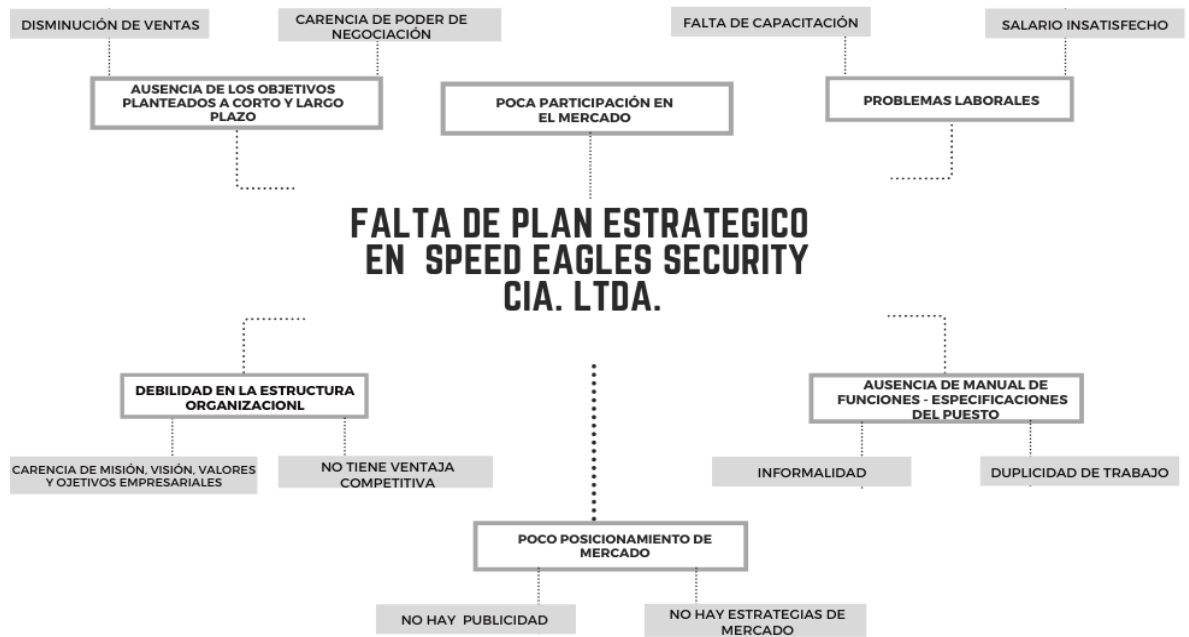 DISMINUCIÓN DE VENTAS
CARENCIA DE PODER DE
NEGOCIACIÓN
FALTA DE CAPACITACIÓN
SALARIO INSATISFECHO
AUSENCIA DE LOS OBJETIVOS
PLANTEADOS A CORTO Y LARGO
PLAZO
POCA PARTICIPACIÓN EN
EL MERCADO
PROBLEMAS LABORALES
FALTA DE PLAN ESTRATEGICO
EN SPEED EAGLES SECURITY
CIA. LTDA.
DEBILIDAD EN LA ESTRUCTURA
ORGANIZACIONL
AUSENCIA DE MANUAL DE
FUNCIONES - ESPECIFICACIONES
DEL PUESTO
CARENCIA DE MISIÓN, VISIÓN, VALORES
Y OJETIVOS EMPRESARIALES
NO TIENE VENTAJA
COMPETITIVA
INFORMALIDAD
DUPLICIDAD DE TRABAJO
POCO POSICIONAMIENTO DE
MERCADO
NO HAY PUBLICIDAD
NO HAY ESTRATEGIAS DE
MERCADO